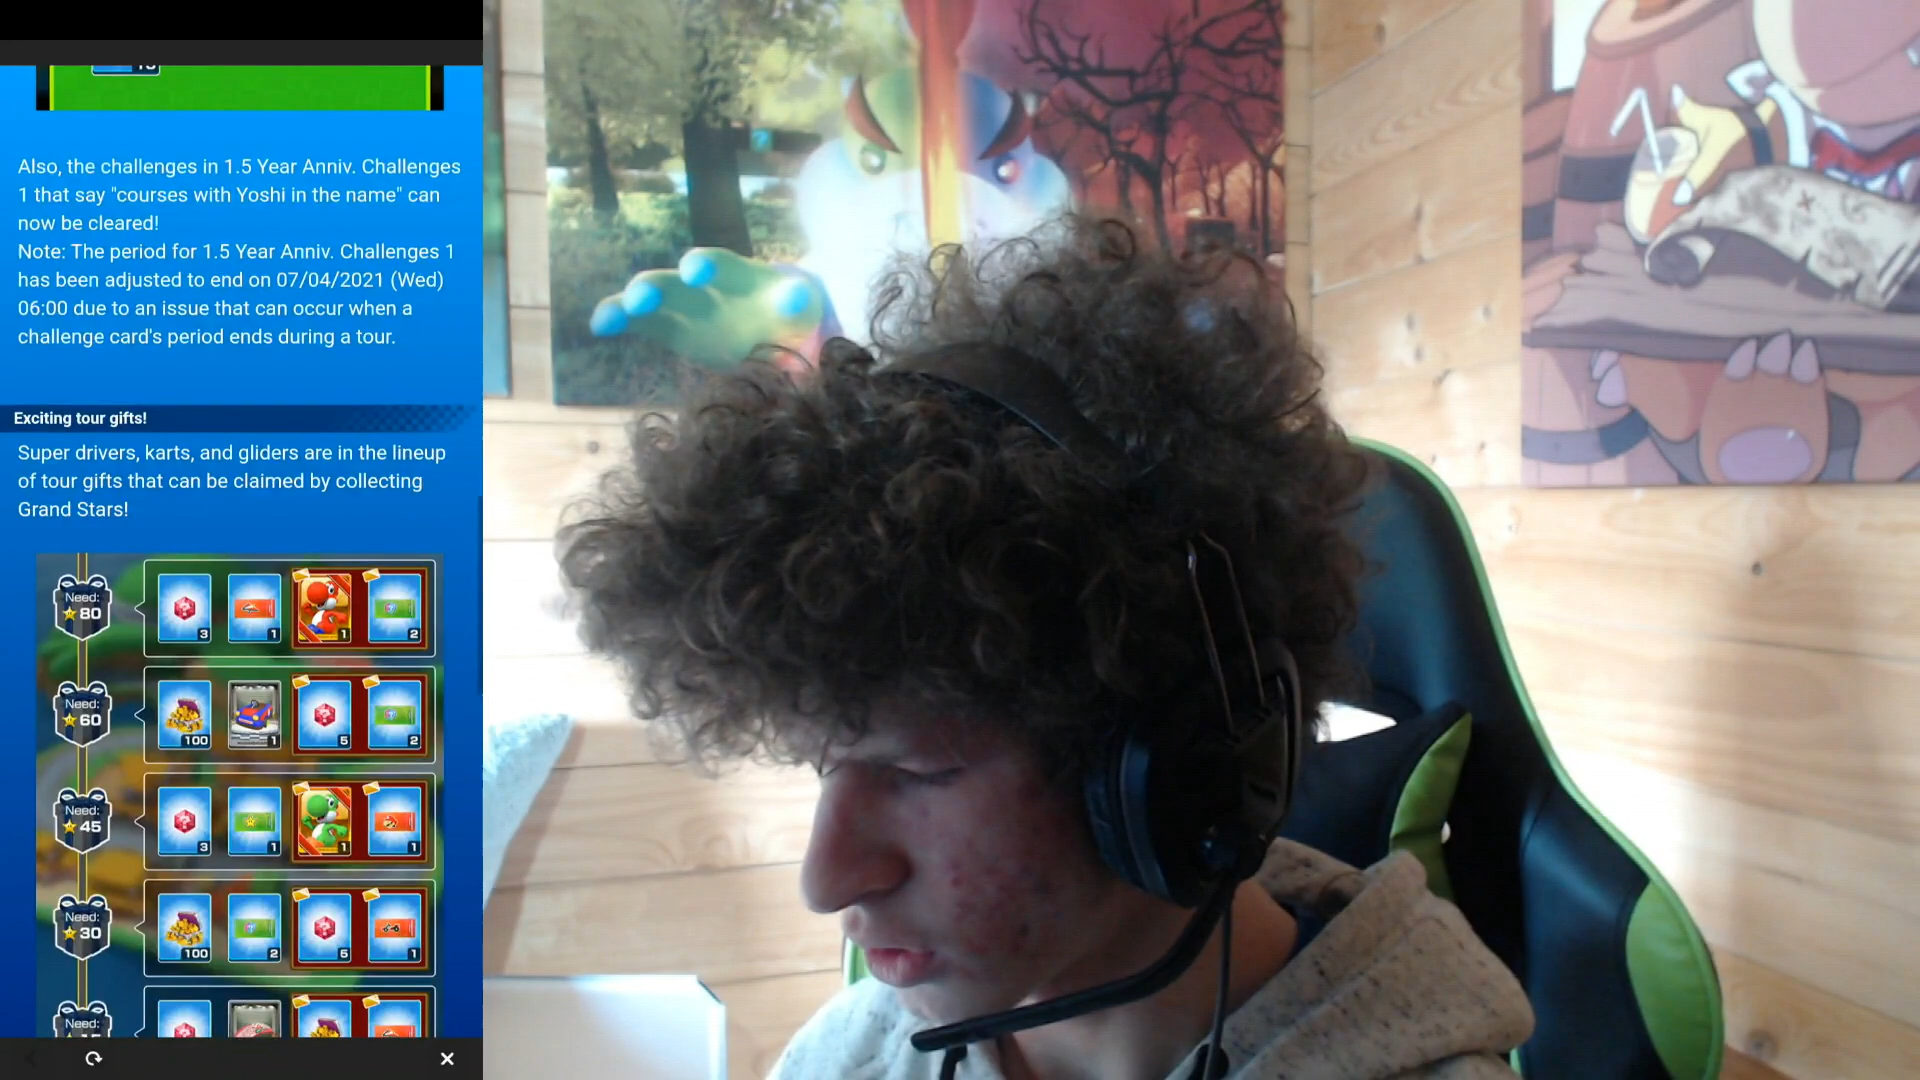 Also, the challenges in 1.5 Year Anniv. Challenges
1 that say "courses with Yoshi in the name" can
now be cleared!
Note: The period for 1.5 Year Anniv. Challenges 1
has been adjusted to end on 07/04/2021 (Wed)
06:00 due to an issue that can occur when a
challenge card's period ends during a tour.
Exciting tour gifts!
Super drivers, karts, and gliders are in the lineup
of tour gifts that can be claimed by collecting
Grand Stars!
Need:
80
3
1
1
2
Need:
60
100
1
5
2
Need:
45
3
1
1
1
Need:
30
100
2
5
1
Need: